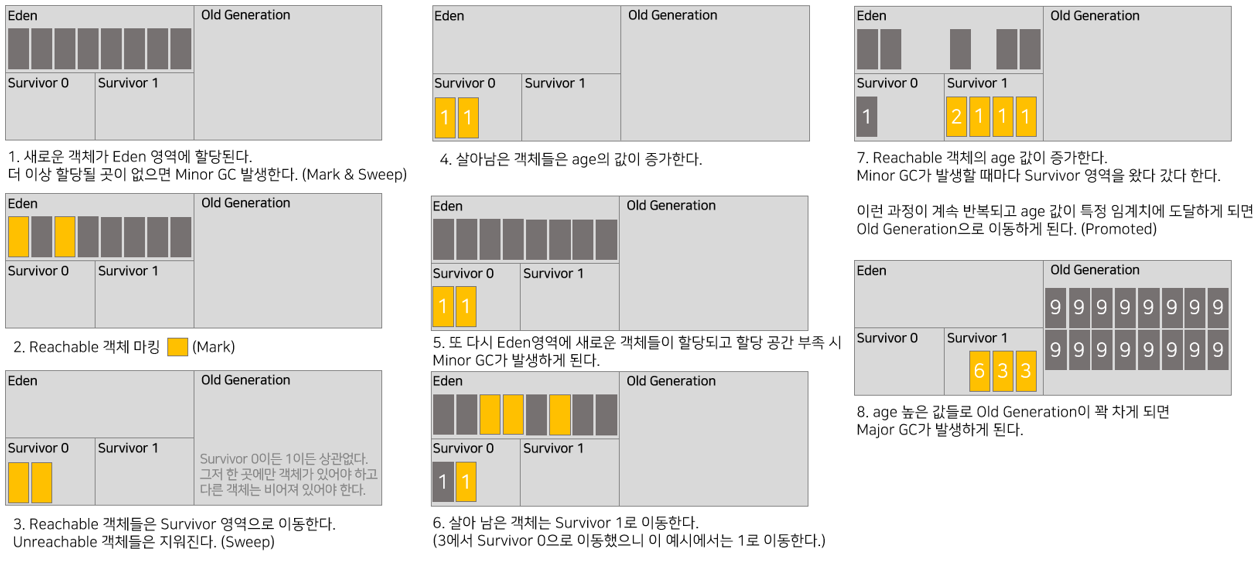 Eden
Old Generation
Survivor 0
Survivor 1
1. 새로운 객체가 Eden 영역에 할당된다.
더 이상 할당될 곳이 없으면 Minor GC 발생한다. (Mark & Sweep)
Eden
Old Generation
Survivor 0
Survivor 1
2. Reachable 객체 마킹 (Mark)
Eden
Old Generation
Survivor 0
Survivor 1
Survivor 0이든 1이든 상관없다.
그저 한 곳에만 객체가 있어야 하고
다른 객체는 비어져 있어야 한다.
3. Reachable 객체들은 Survivor 영역으로 이동한다.
Unreachable 객체들은 지워진다. (Sweep)
Eden
Old Generation
Survivor 0
Survivor 1
1 1
4. 살아남은 객체들은 age의 값이 증가한다.
Eden
Old Generation
Survivor 0
Survivor 1
1 1
5. 또 다시 Eden영역에 새로운 객체들이 할당되고 할당 공간 부족 시
Minor GC가 발생하게 된다.
Eden
Old Generation
Survivor 0
Survivor 1
1 1
6. 살아 남은 객체는 Survivor 1로 이동한다.
(3에서 Survivor 0으로 이동했으니 이 예시에서는 1로 이동한다.)
Eden
Old Generation
Survivor 0
Survivor 1
1
2 1 1 1
7. Reachable 객체의 age 값이 증가한다.
Minor GC가 발생할 때마다 Survivor 영역을 왔다 갔다 한다.
이런 과정이 계속 반복되고 age 값이 특정 임계치에 도달하게 되면
Old Generation으로 이동하게 된다. (Promoted)
Eden
Old Generation
9 9 9 9 9 9 9 9
Survivor 0
Survivor 1
9 9 9 9 9 9 9 9
6 3 3
8. age 높은 값들로 Old Generation이 꽉 차게 되면
Major GC가 발생하게 된다.